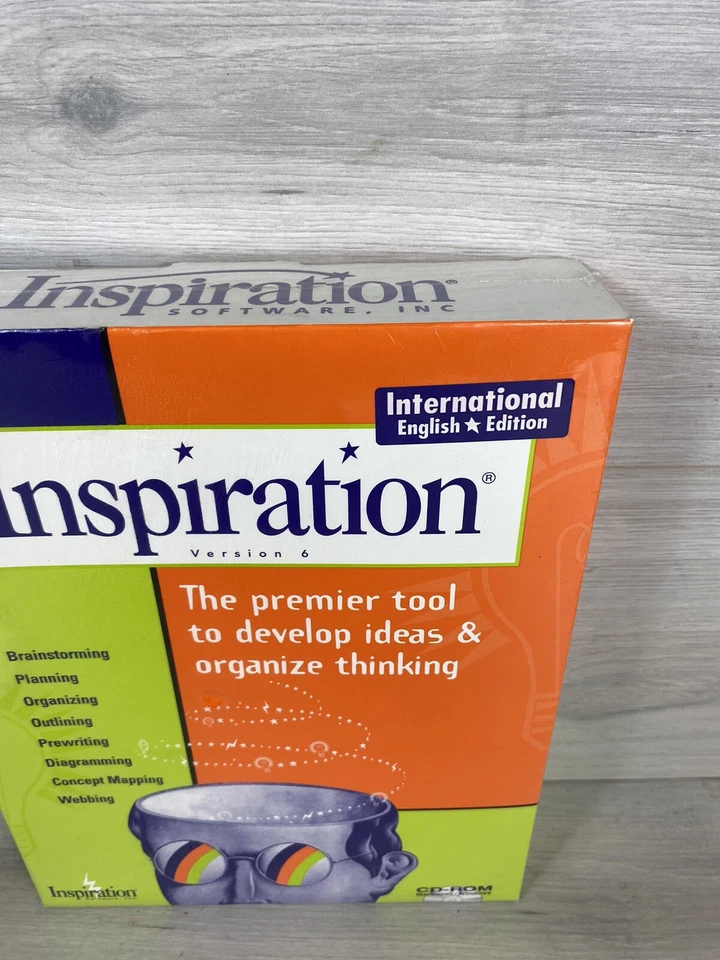 Inspiration®
SOFTWARE, INC
International
English ★ Edition
Inspiration®
Version 6
The premier tool
to develop ideas &
organize thinking
Brainstorming
Planning
Organizing
Outlining
Prewriting
Diagramming
Concept Mapping
Webbing
Inspiration
CD-ROM